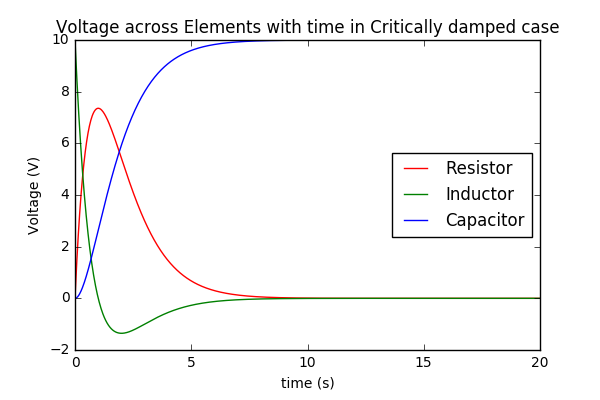 Voltage across Elements with time in Critically damped case
10
8
6
4
2
0
−2
Voltage (V)
Resistor
Inductor
Capacitor
0 5 10 15 20
time (s)